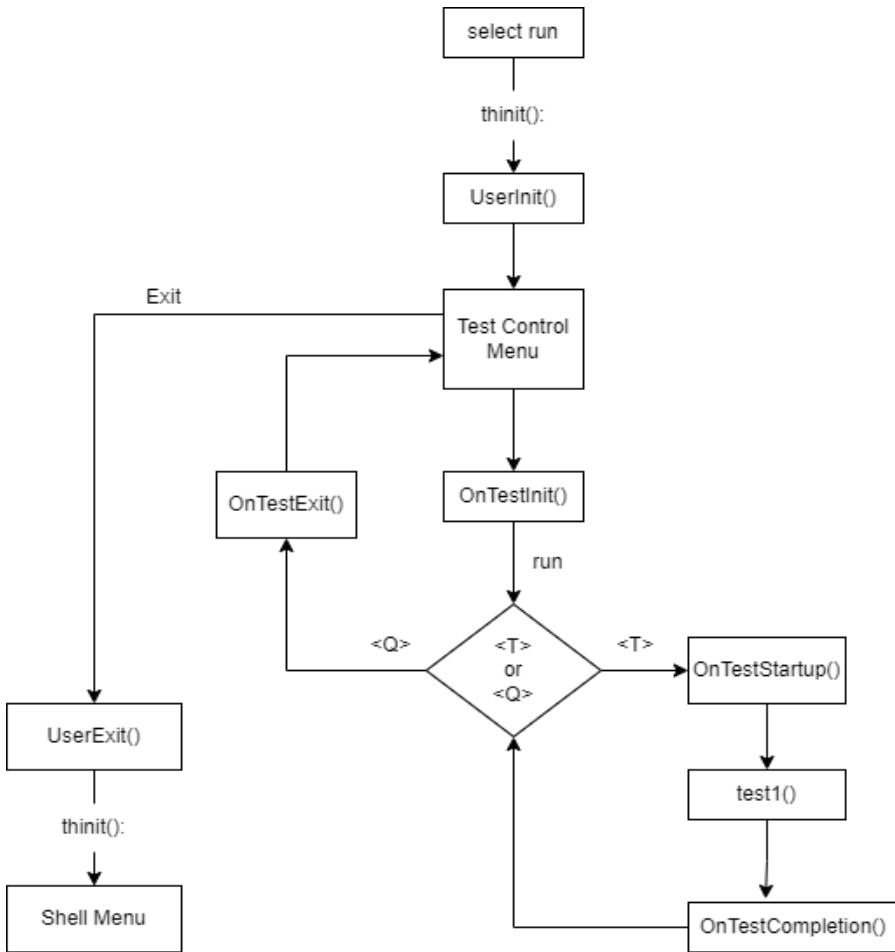 select run
thinit():
UserInit()
Exit
Test Control
Menu
OnTestExit()
OnTestInit()
run
<Q>
<T>
or
<Q>
<T>
OnTestStartup()
UserExit()
test1()
thinit():
Shell Menu
OnTestCompletion()